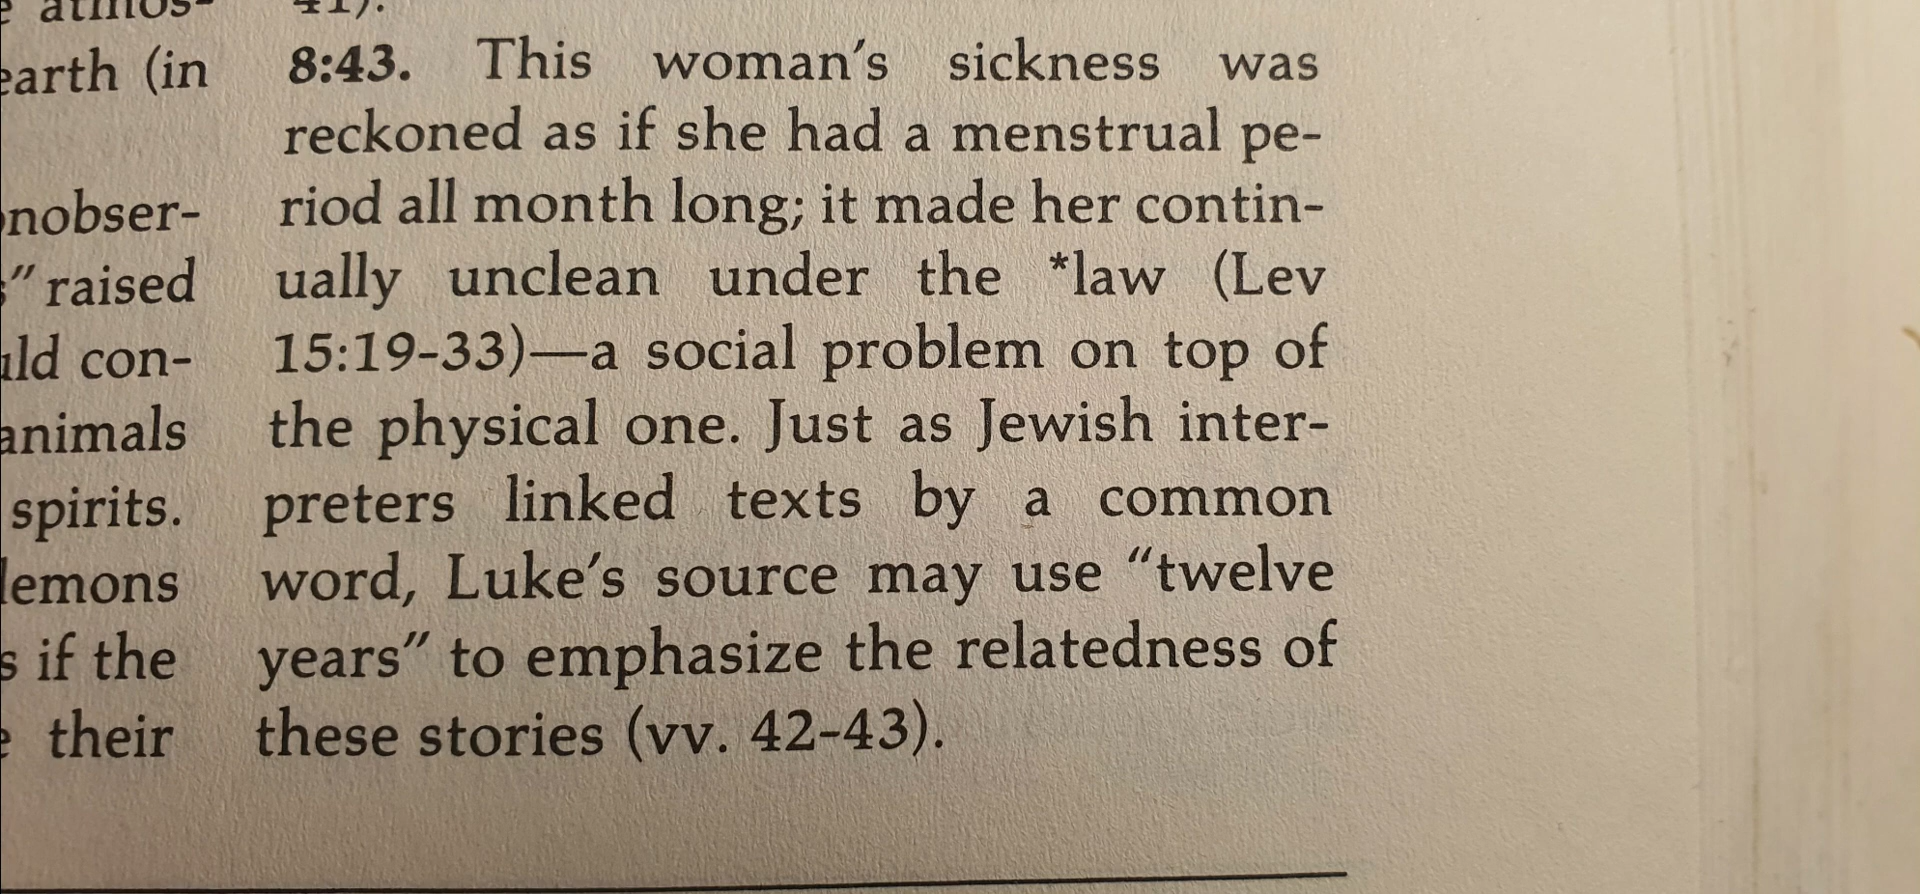 earth (in
nobser-
" raised
con-
animals
spirits.
if the
their
41).
8:43. This woman's sickness was
reckoned as if she had a menstrual pe-
riod all month long; it made her contin-
ually unclean under the *law (Lev
15:19-33)—a social problem on top of
the physical one. Just as Jewish inter-
preters linked texts by a common
word, Luke's source may use "twelve
years" to emphasize the relatedness of
these stories (vv. 42-43).